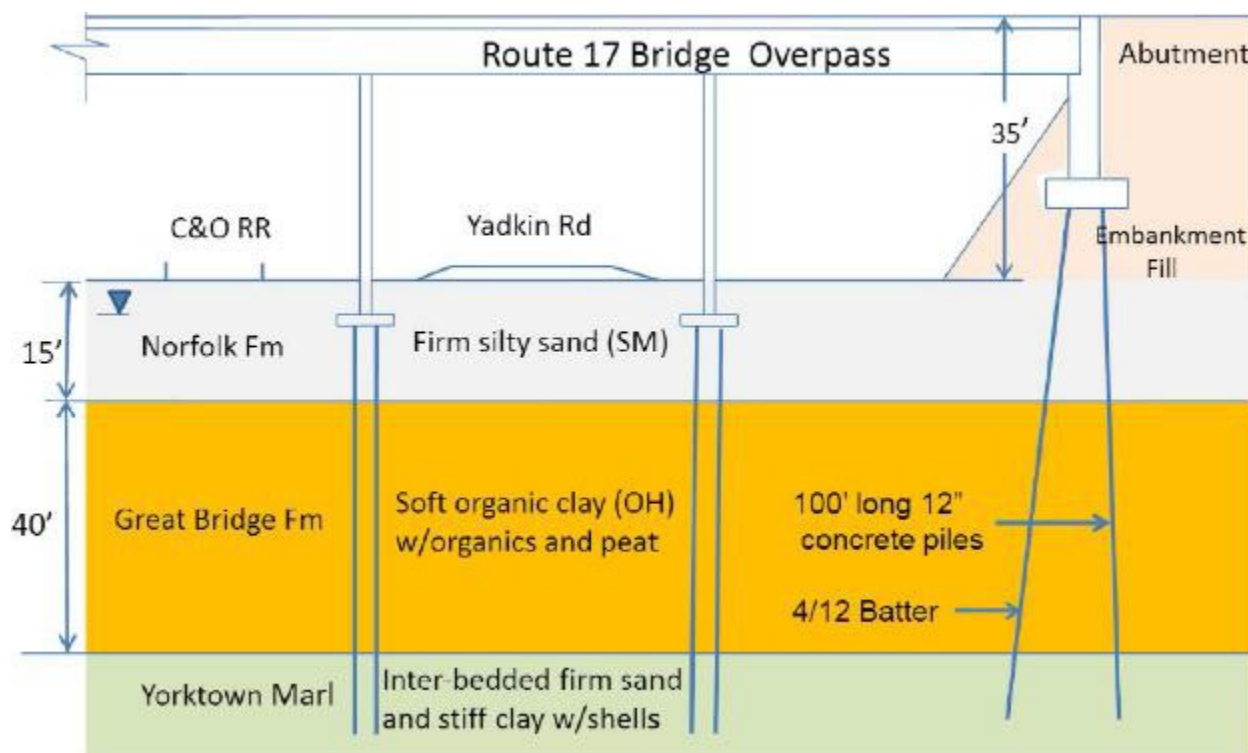 Route 17 Bridge Overpass
Abutment
35’
C&O RR
Yadkin Rd
Embankment
Fill
15’
Norfolk Fm
Firm silty sand (SM)
40’
Great Bridge Fm
Soft organic clay (OH)
w/organics and peat
100' long 12"
concrete piles
4/12 Batter
Yorktown Marl
Inter-bedded firm sand
and stiff clay w/shells